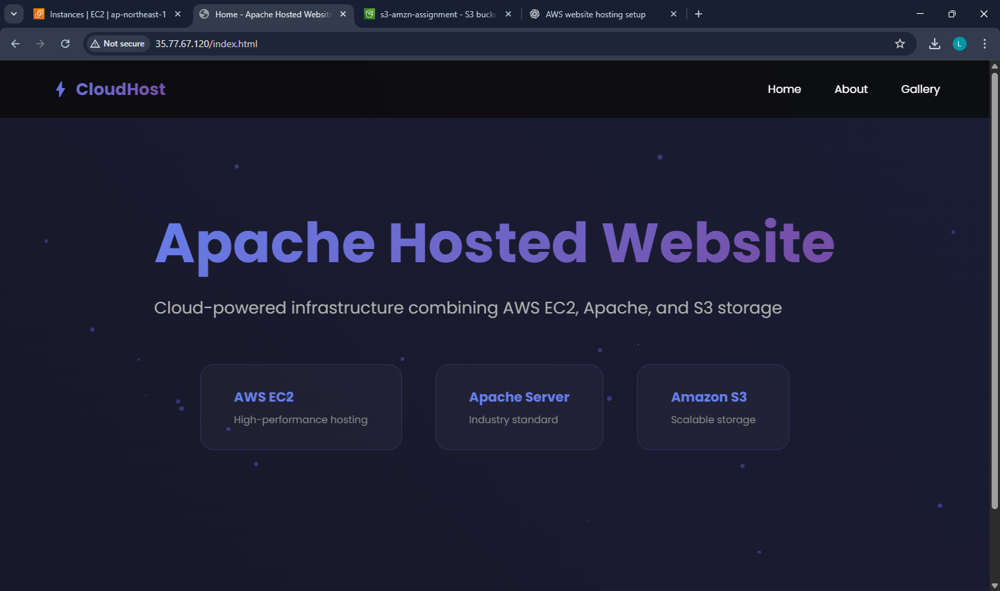 Instances | EC2 | ap-northeast-1
Home - Apache Hosted Website
s3-amzn-assignment - S3 bucke
AWS website hosting setup
Not secure
35.77.67.120/index.html
L
CloudHost
Home
About
Gallery
Apache Hosted Website
Cloud-powered infrastructure combining AWS EC2, Apache, and S3 storage
AWS EC2
High-performance hosting
Apache Server
Industry standard
Amazon S3
Scalable storage